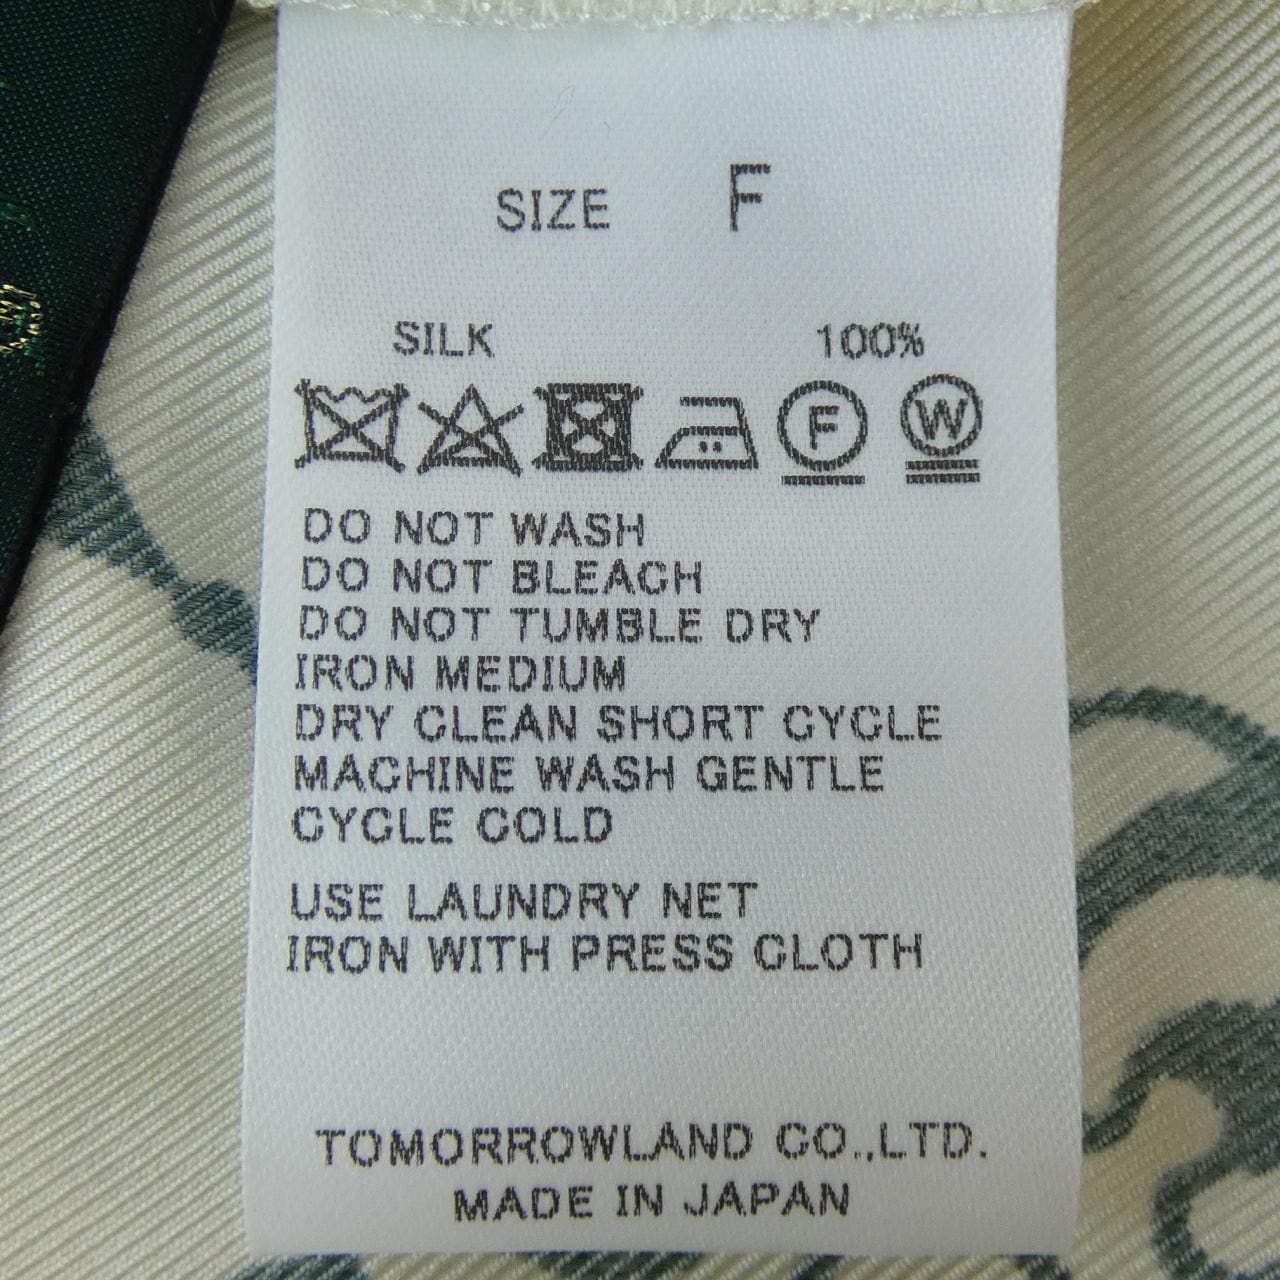 SIZE F
SILK 100%
F W
DO NOT WASH
DO NOT BLEACH
DO NOT TUMBLE DRY
IRON MEDIUM
DRY CLEAN SHORT CYCLE
MACHINE WASH GENTLE
CYCLE COLD
USE LAUNDRY NET
IRON WITH PRESS CLOTH
TOMORROWLAND CO.,LTD.
MADE IN JAPAN